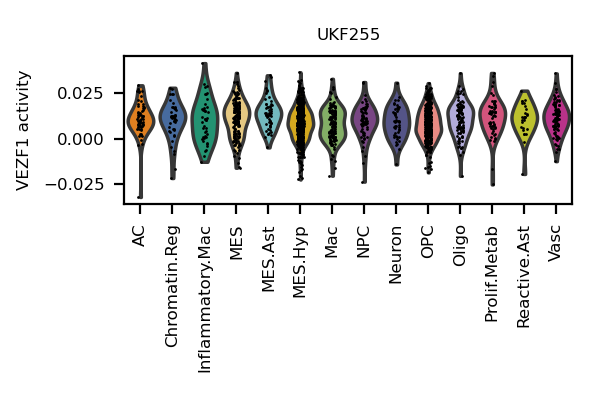 UKF255
VEZF1 activity
0.025
0.000
−0.025
AC
Chromatin.Reg
Inflammatory.Mac
MES
MES.Ast
MES.Hyp
Mac
NPC
Neuron
OPC
Oligo
Prolif.Metab
Reactive.Ast
Vasc